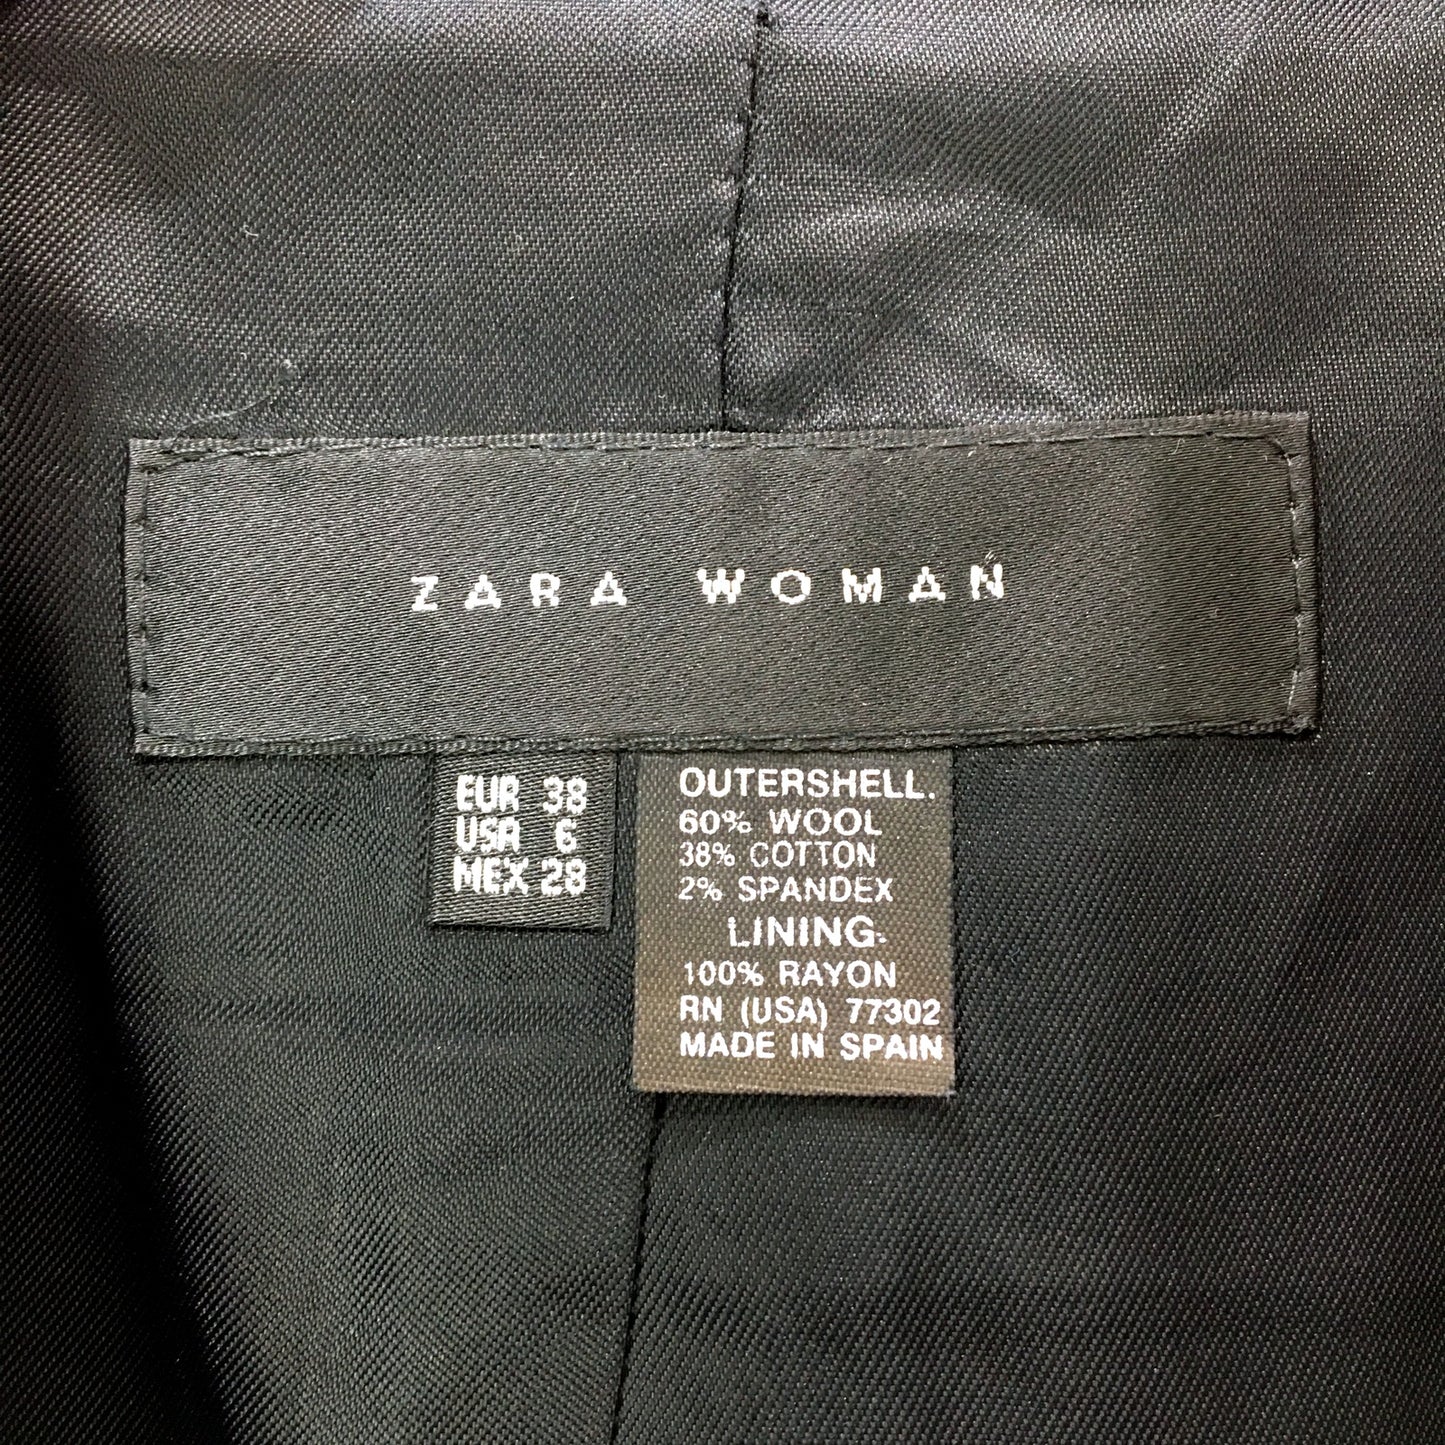 ZARA WOMAN
EUR 38
USA 6
MEX 28
OUTERSHELL.
60% WOOL
38% COTTON
2% SPANDEX
LINING.
100% RAYON
RN (USA) 77302
MADE IN SPAIN